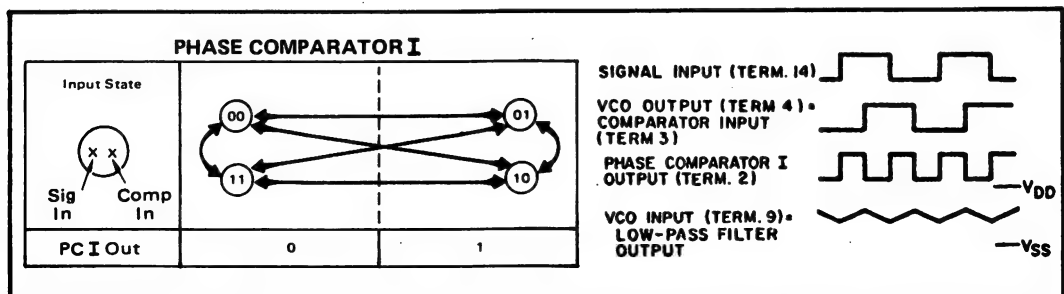 PHASE COMPARATOR I
Input State
00
01
x x
11
10
Sig
In
Comp
In
PC I Out
0
1
SIGNAL INPUT (TERM. 14)
VCO OUTPUT (TERM 4) =
COMPARATOR INPUT
(TERM 3)
PHASE COMPARATOR I
OUTPUT (TERM. 2)
VDD
VCO INPUT (TERM. 9) =
LOW-PASS FILTER
OUTPUT
VSS